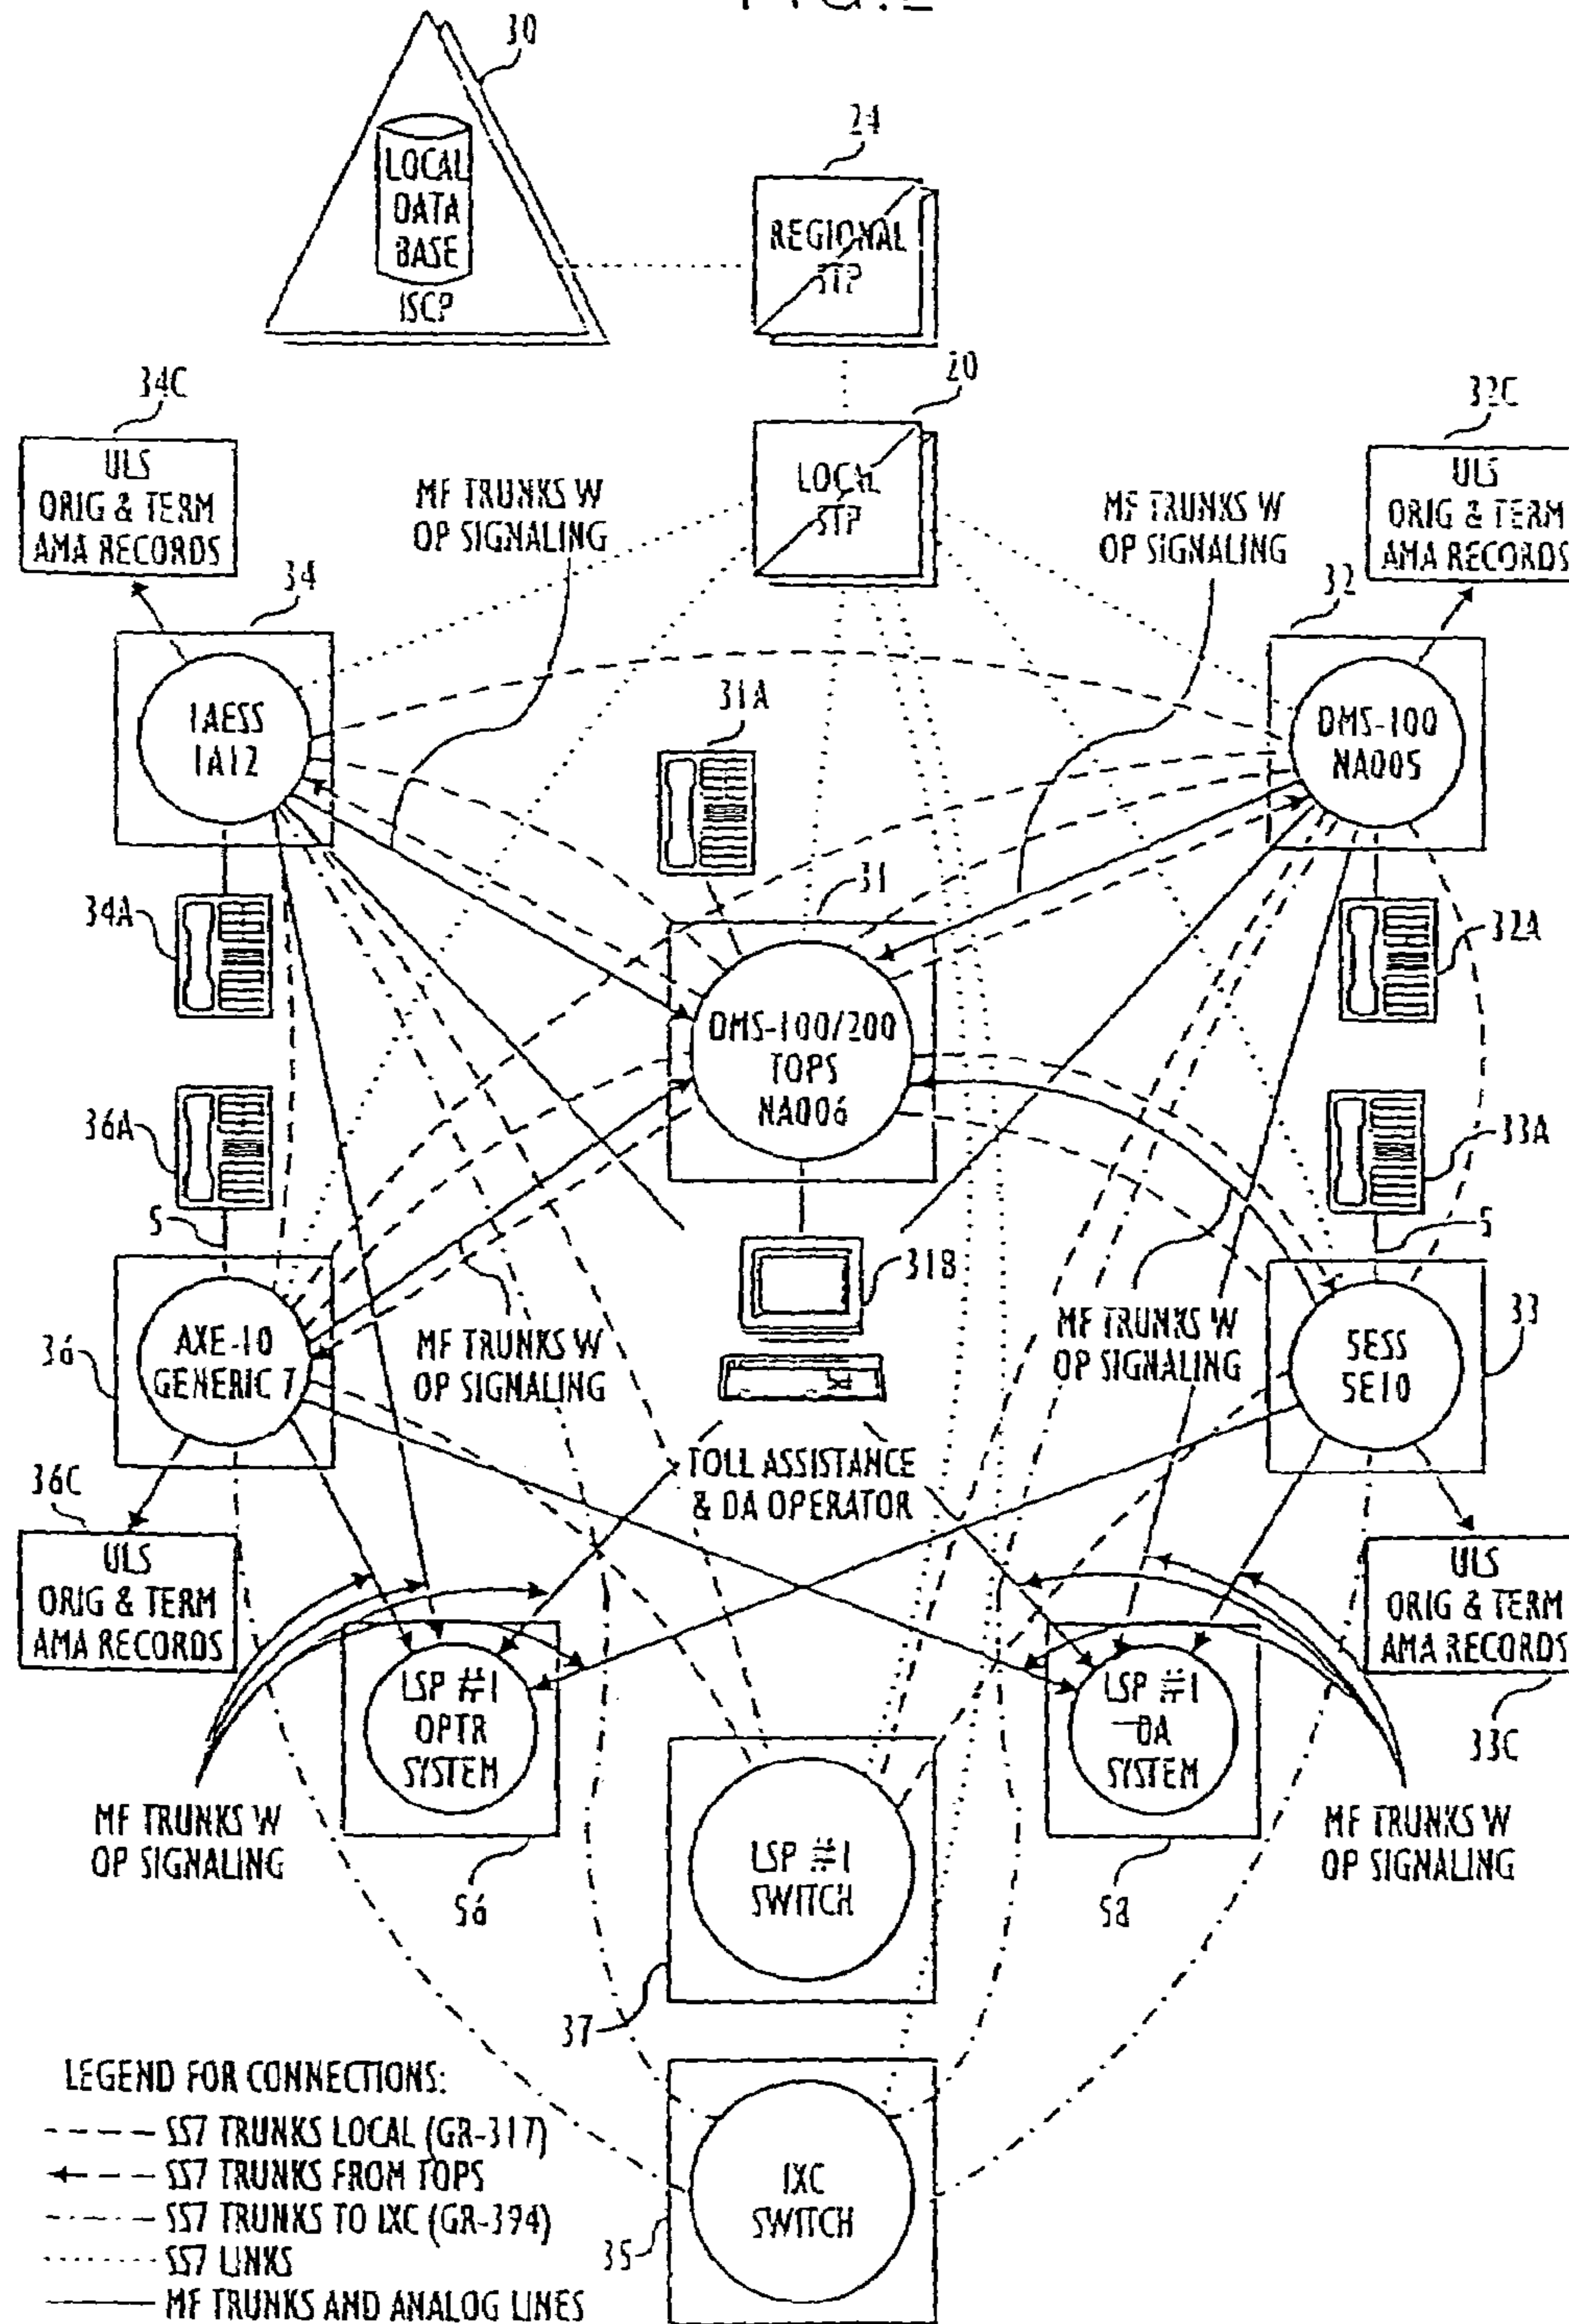 FIG.2
30
LOCAL
DATA
BASE
ISCP
24
REGIONAL
STP
20
LOCAL
STP
34C
ULS
ORIG & TERM
AMA RECORDS
32C
ULS
ORIG & TERM
AMA RECORDS
MF TRUNKS W
OP SIGNALING
MF TRUNKS W
OP SIGNALING
34
1AESS
1A12
32
DMS-100
NA005
31A
31
34A
32A
DMS-100/200
TOPS
NA006
36A
33A
5
5
31B
36
AXE-10
GENERIC 7
MF TRUNKS W
OP SIGNALING
MF TRUNKS W
OP SIGNALING
5ESS
5E10
33
TOLL ASSISTANCE
& DA OPERATOR
36C
ULS
ORIG & TERM
AMA RECORDS
ULS
ORIG & TERM
AMA RECORDS
33C
LSP #1
OPTR
SYSTEM
LSP #1
DA
SYSTEM
MF TRUNKS W
OP SIGNALING
56
LSP #1
SWITCH
58
MF TRUNKS W
OP SIGNALING
37
LEGEND FOR CONNECTIONS:
SS7 TRUNKS LOCAL (GR-317)
SS7 TRUNKS FROM TOPS
SS7 TRUNKS TO IXC (GR-394)
SS7 LINKS
MF TRUNKS AND ANALOG LINES
IXC
SWITCH
35